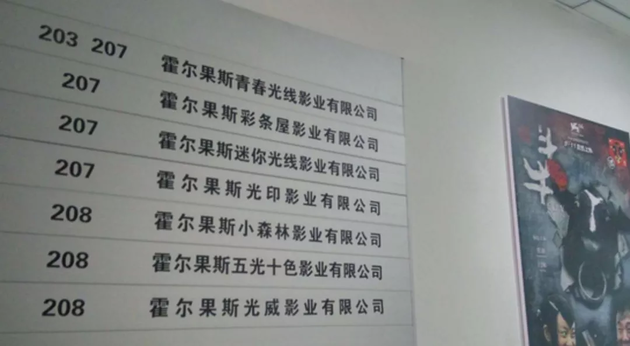 203 207 霍尔果斯青春光线影业有限公司
207 霍尔果斯彩条屋影业有限公司
207 霍尔果斯迷你光线影业有限公司
207 霍尔果斯光印影业有限公司
208 霍尔果斯小森林影业有限公司
208 霍尔果斯五光十色影业有限公司
208 霍尔果斯光威影业有限公司
斗牛